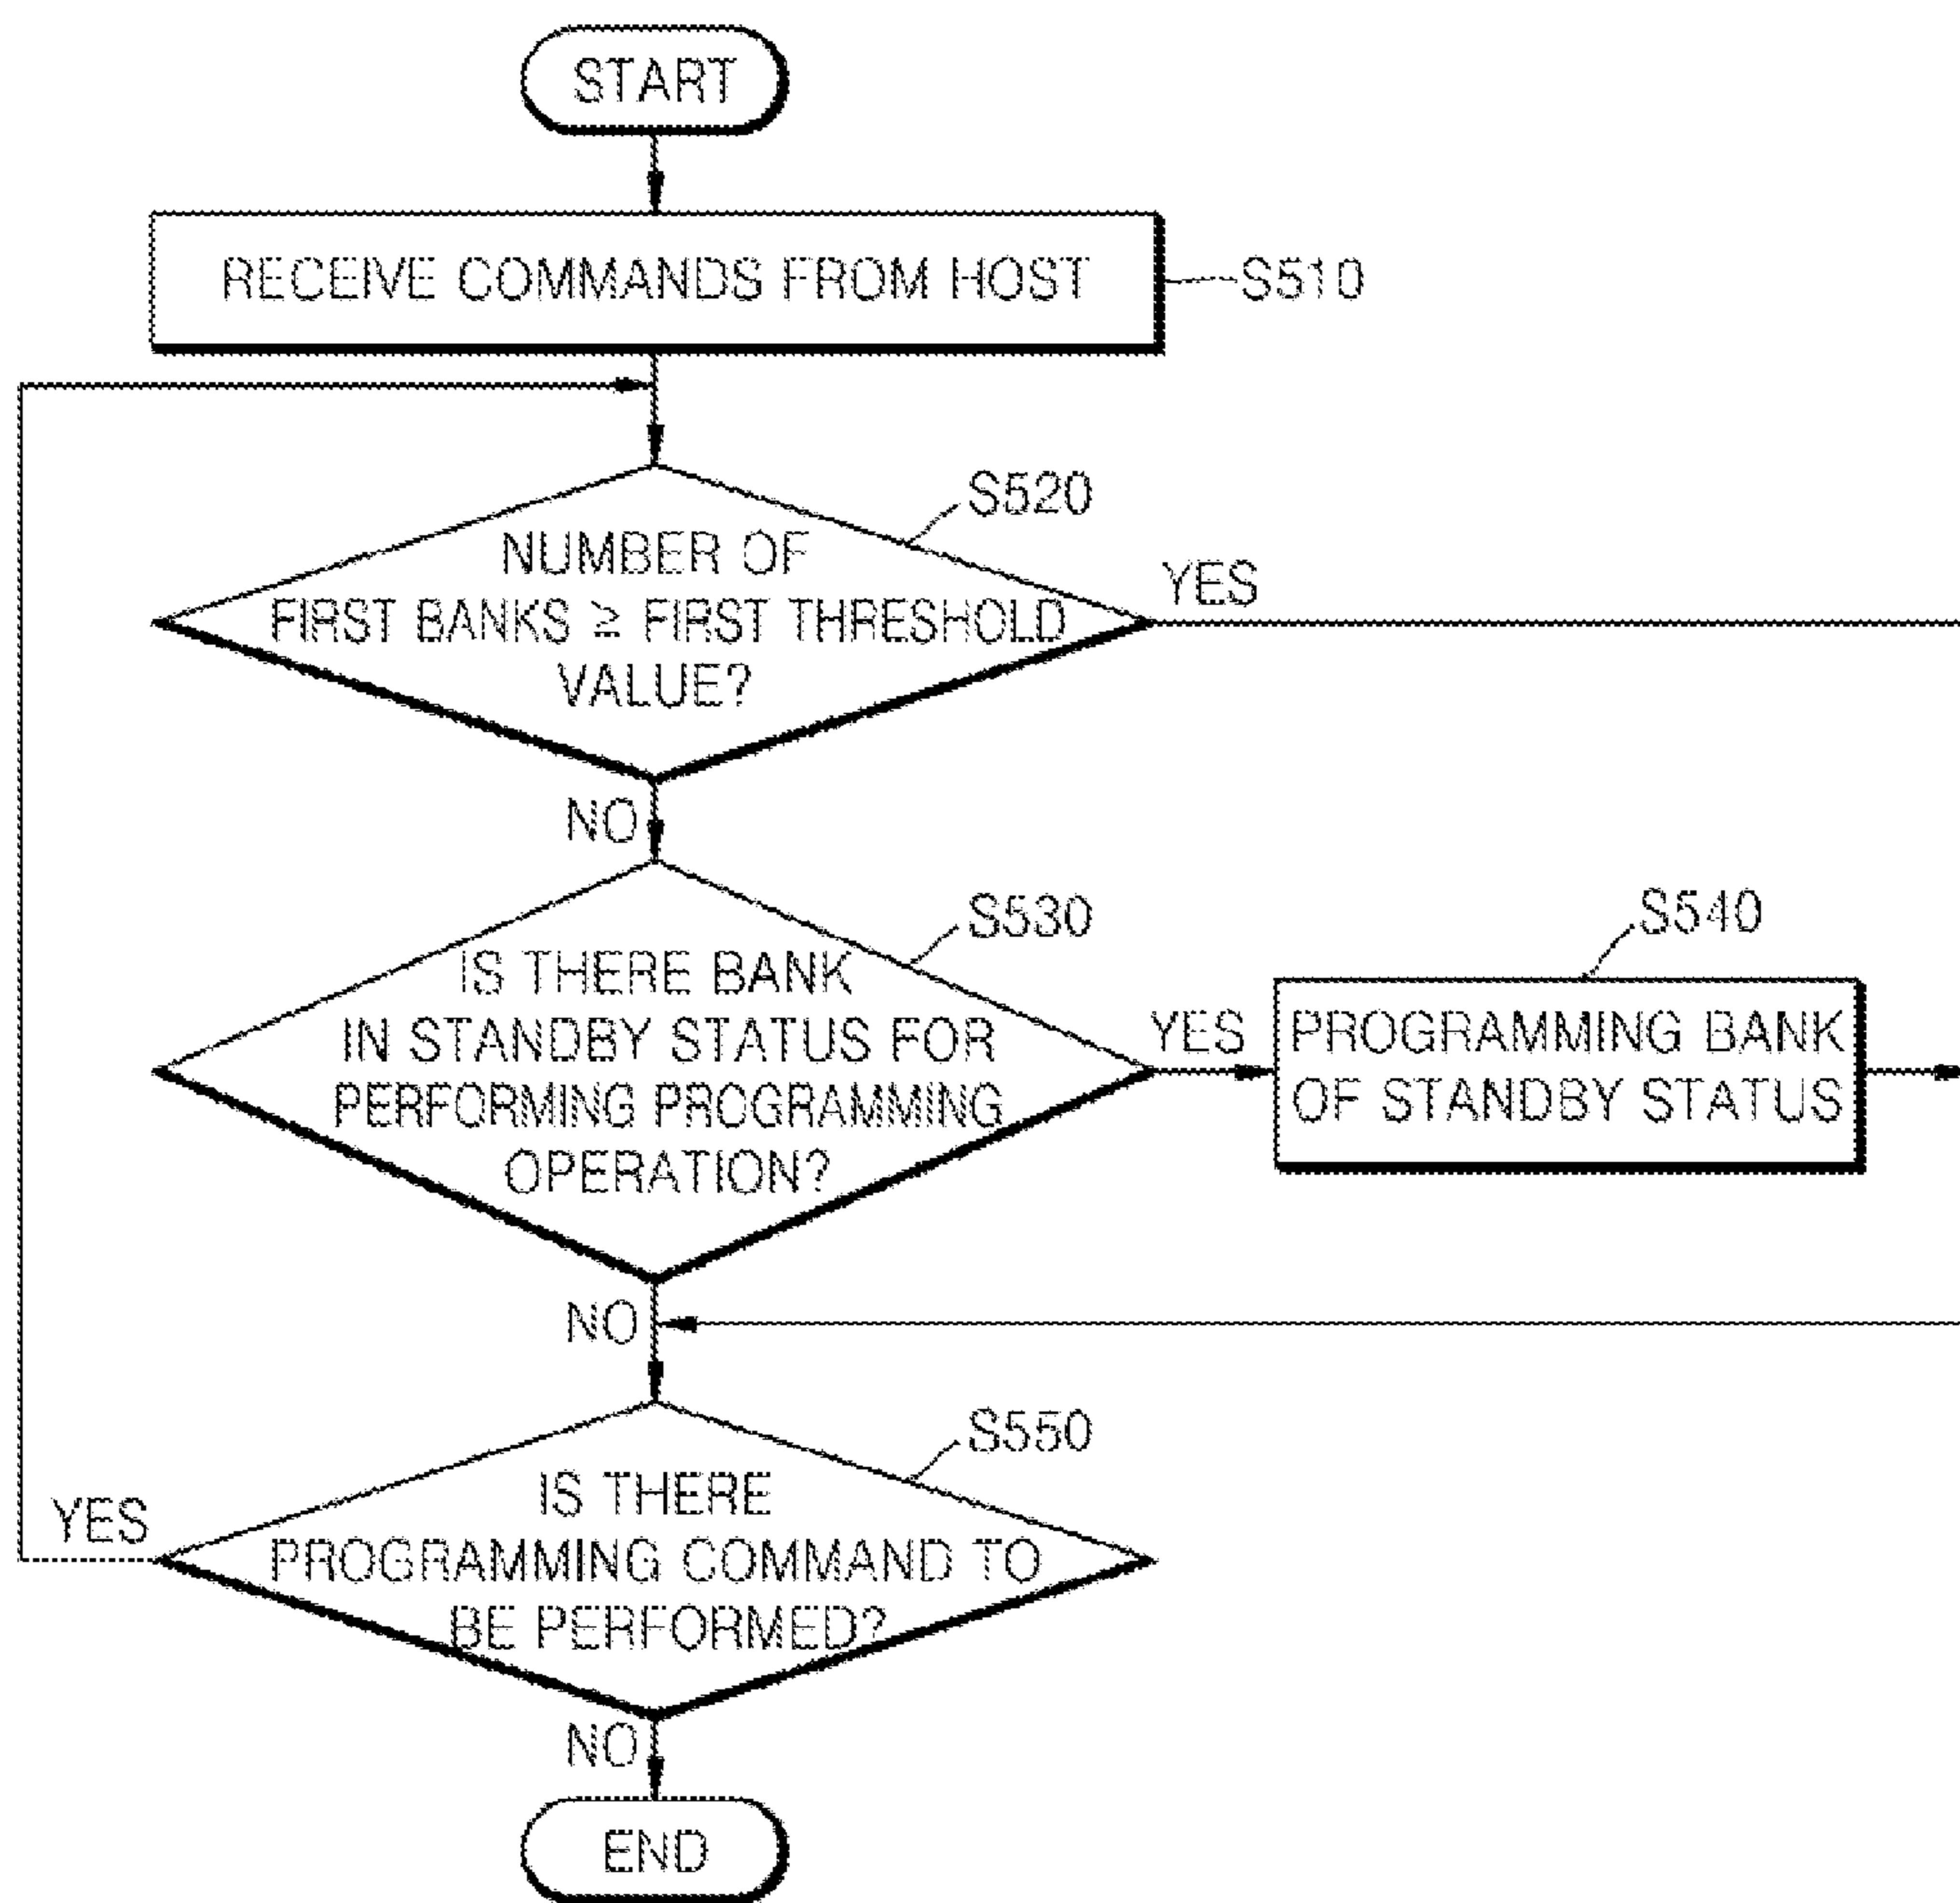 START
RECEIVE COMMANDS FROM HOST
S510
S520
NUMBER OF
FIRST BANKS ≥ FIRST THRESHOLD
VALUE?
YES
NO
S530
IS THERE BANK
IN STANDBY STATUS FOR
PERFORMING PROGRAMMING
OPERATION?
YES
S540
PROGRAMMING BANK
OF STANDBY STATUS
NO
S550
IS THERE
PROGRAMMING COMMAND TO
BE PERFORMED?
YES
NO
END